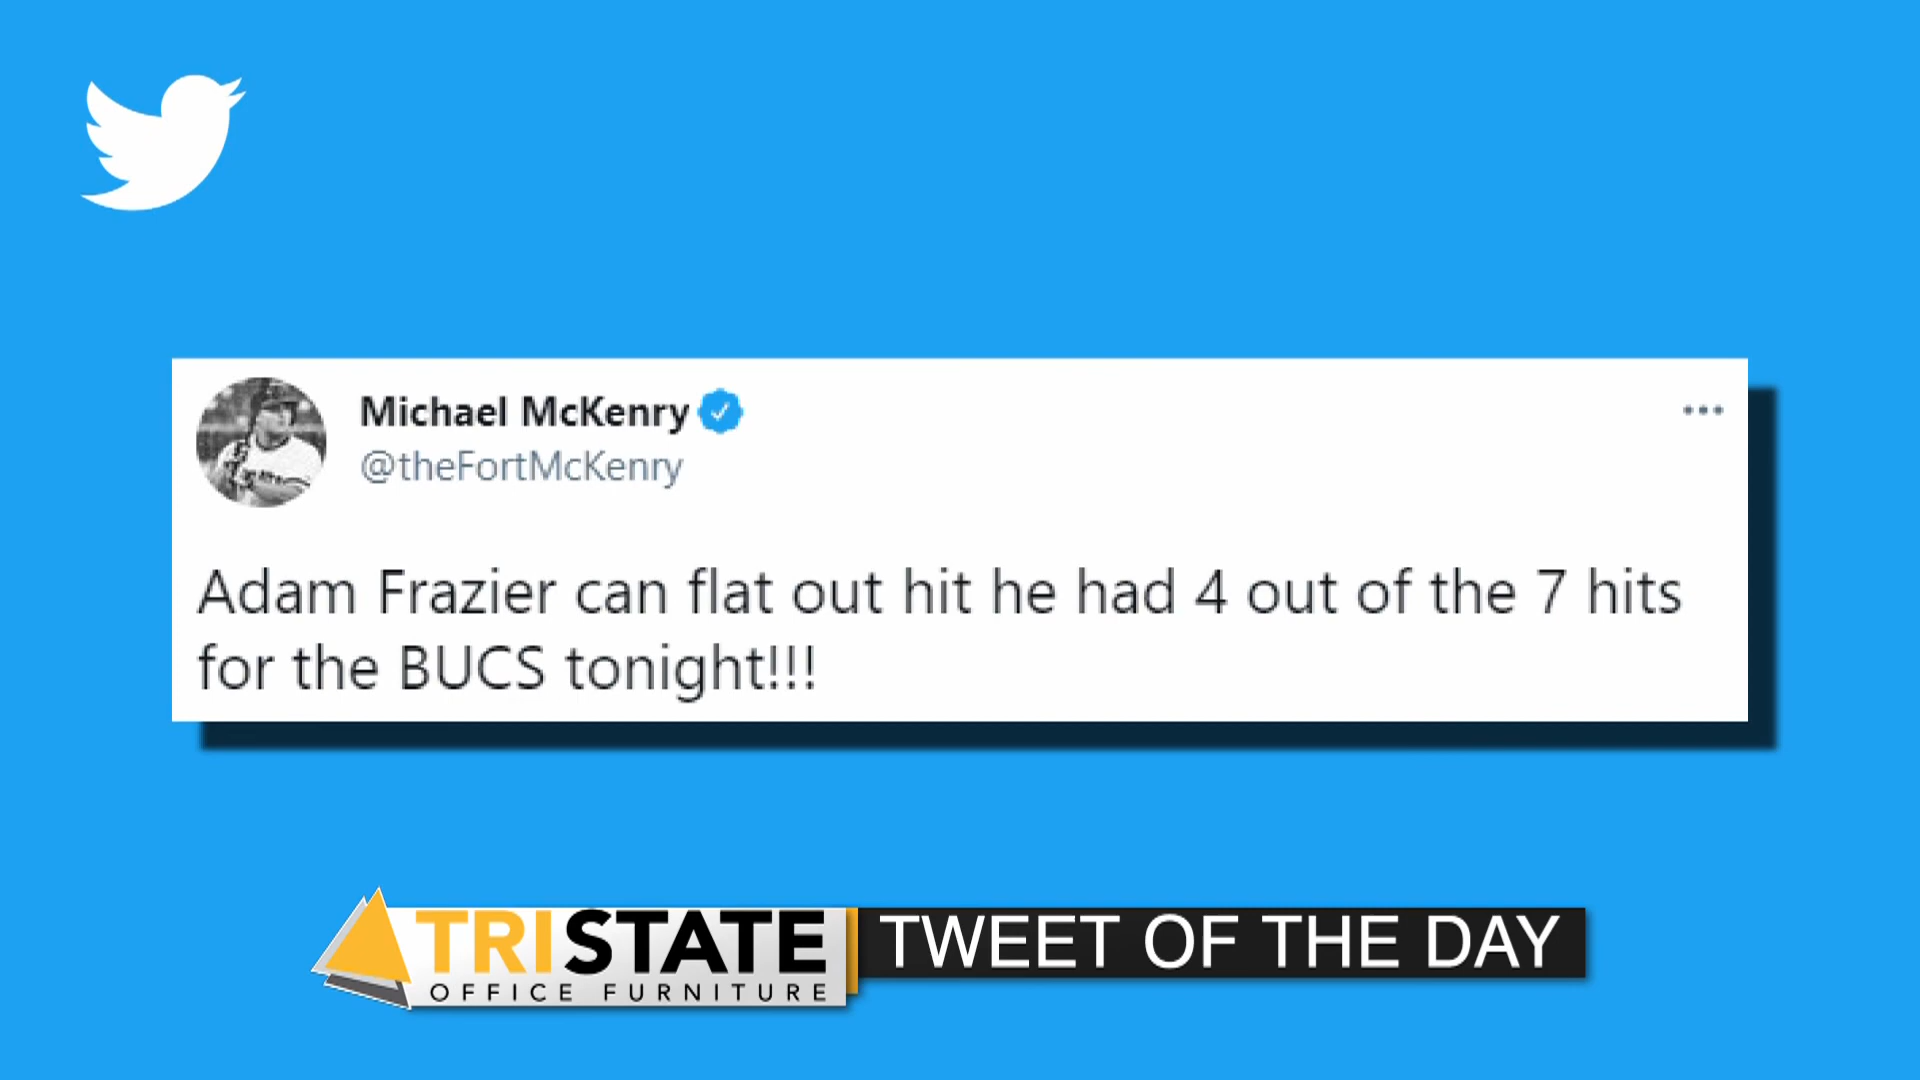 Michael McKenry
@theFortMcKenry
Adam Frazier can flat out hit he had 4 out of the 7 hits
for the BUCS tonight!!!
TRISTATE
OFFICE FURNITURE
TWEET OF THE DAY